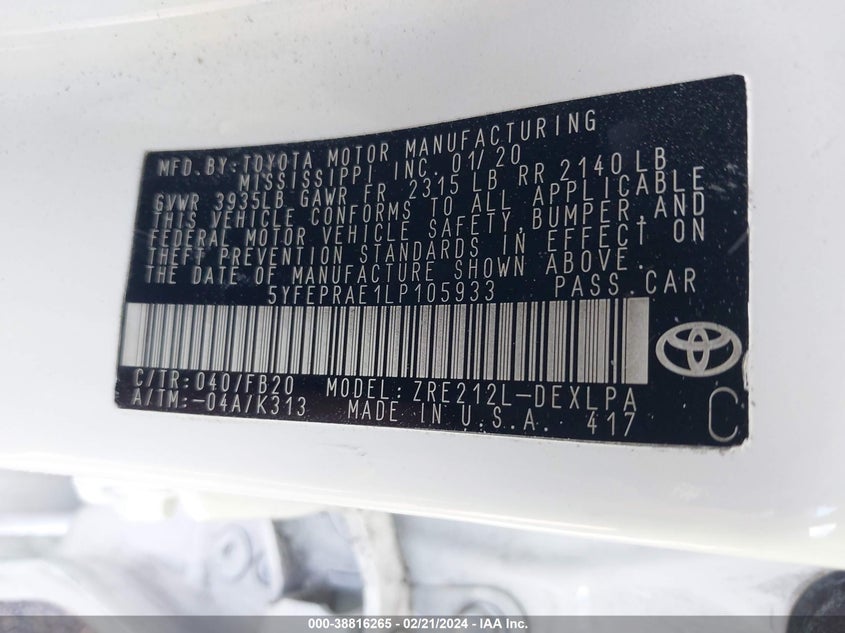 MFD.BY:TOYOTA MOTOR MANUFACTURING
MISSISSIPPI INC. 01/20
GVWR 3935LB GAWR FR 2315 LB RR 2140 LB
THIS VEHICLE CONFORMS TO ALL APPLICABLE
FEDERAL MOTOR VEHICLE SAFETY,BUMPER,AND
THEFT PREVENTION STANDARDS IN EFFECT ON
THE DATE OF MANUFACTURE SHOWN ABOVE.
5YFEPRAE1LP105933 PASS.CAR
C/TR:040/FB20 MODEL:ZRE212L-DEXLPA
A/TM:-04A/K313 MADE IN U.S.A. 417
C
000-38816265 - 02/21/2024 - IAAI.com